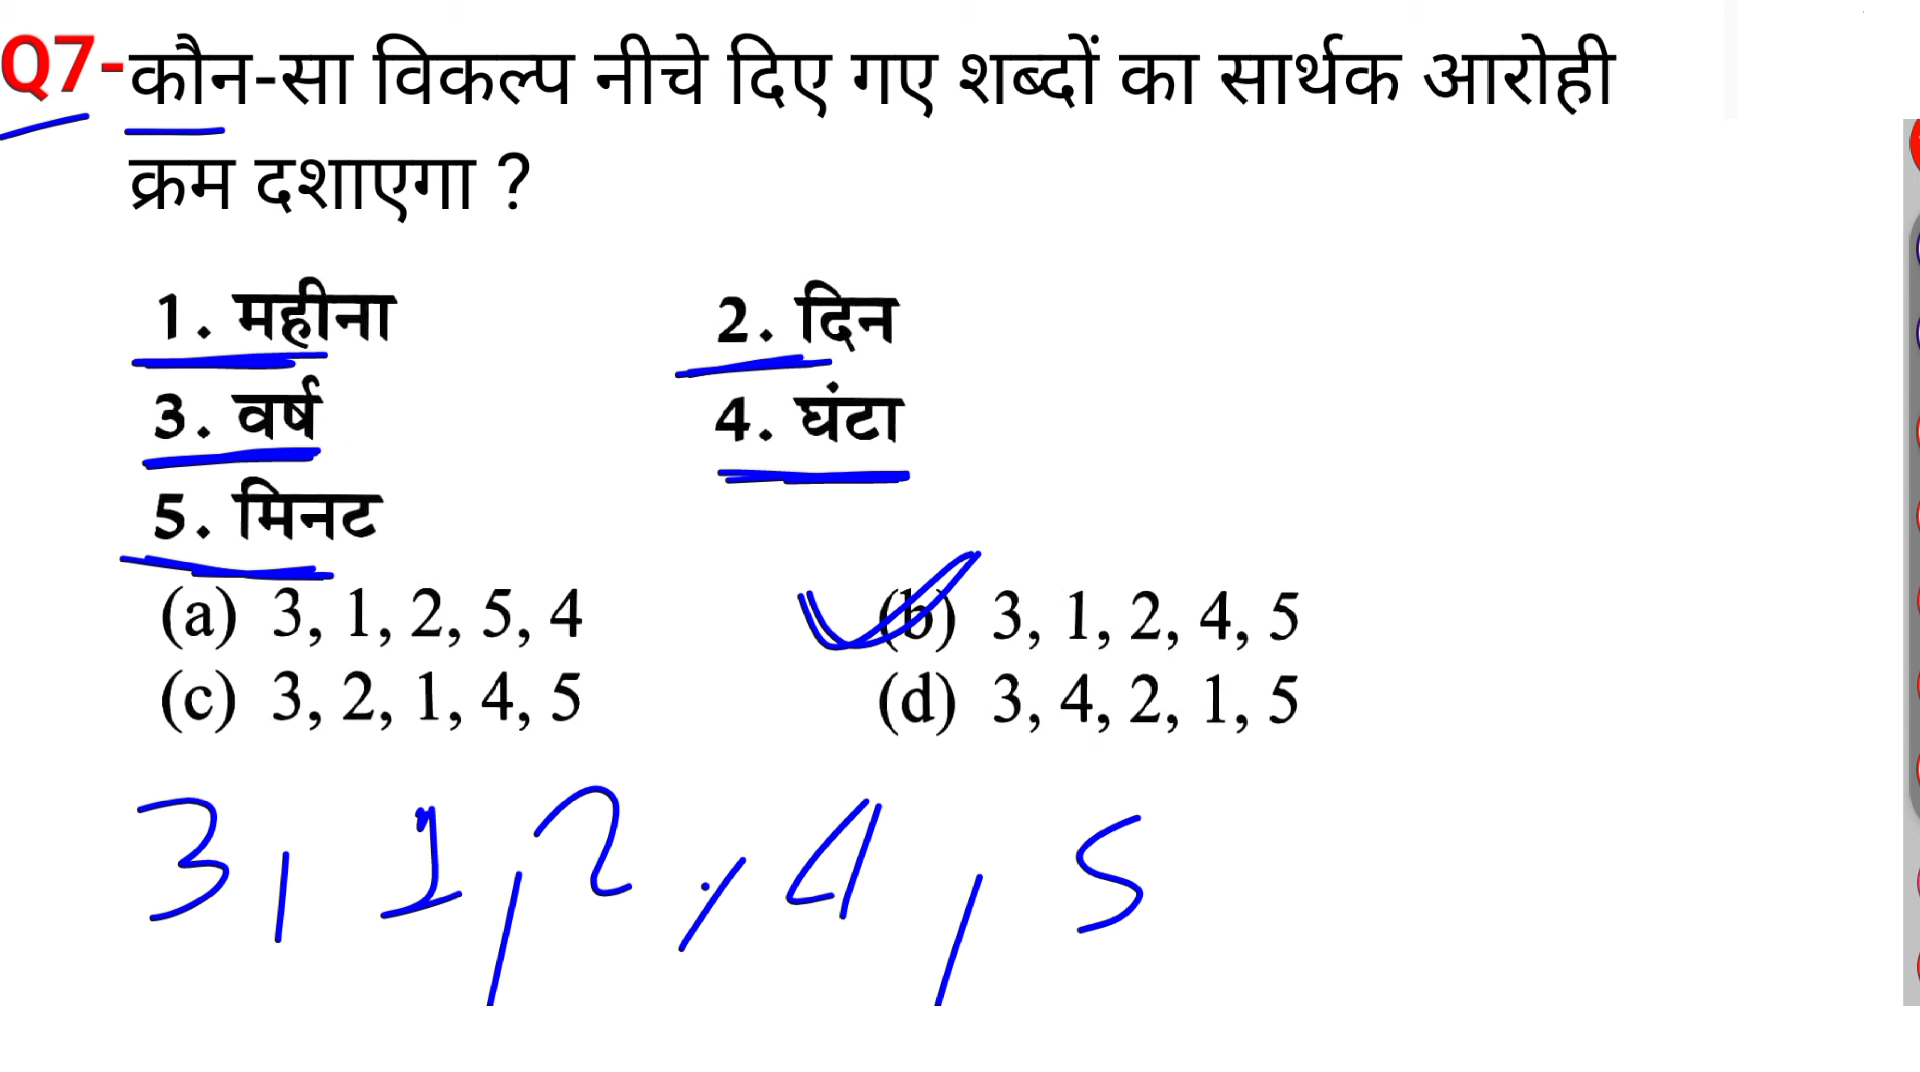 Q7-कौन-सा विकल्प नीचे दिए गए शब्दों का सार्थक आरोही
क्रम दशाएगा ?
1. महीना 2. दिन
3. वर्ष 4. घंटा
5. मिनट
(a) 3, 1, 2, 5, 4 (b) 3, 1, 2, 4, 5
(c) 3, 2, 1, 4, 5 (d) 3, 4, 2, 1, 5
3, 1, 2, 4, 5